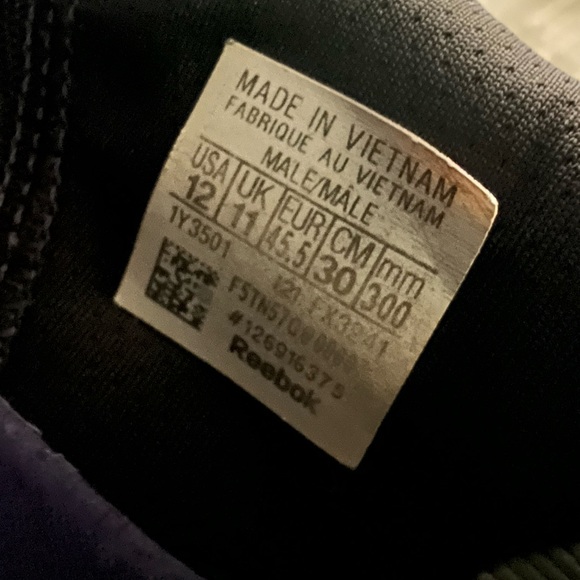 MADE IN VIETNAM
FABRIQUE AU VIETNAM
MALE/MÂLE
USA UK EUR CM mm
12 11 45.5 30 300
1Y3501 FX3241
#126916375
Reebok